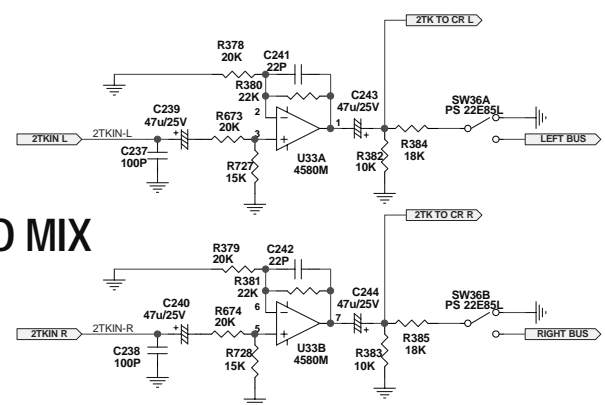 2TK TO CR L
R378
20K
C241
22P
R380
22K
C243
47u/25V
SW36A
PS 22E85L
C239
47u/25V
R673
20K
2
3
1
2TKIN L
2TKIN-L
C237
100P
R727
15K
U33A
4580M
R382
10K
R384
18K
LEFT BUS
2TK TO CR R
O MIX
R379
20K
C242
22P
R381
22K
C244
47u/25V
SW36B
PS 22E85L
C240
47u/25V
R674
20K
6
5
7
2TKIN R
2TKIN-R
C238
100P
R728
15K
U33B
4580M
R383
10K
R385
18K
RIGHT BUS